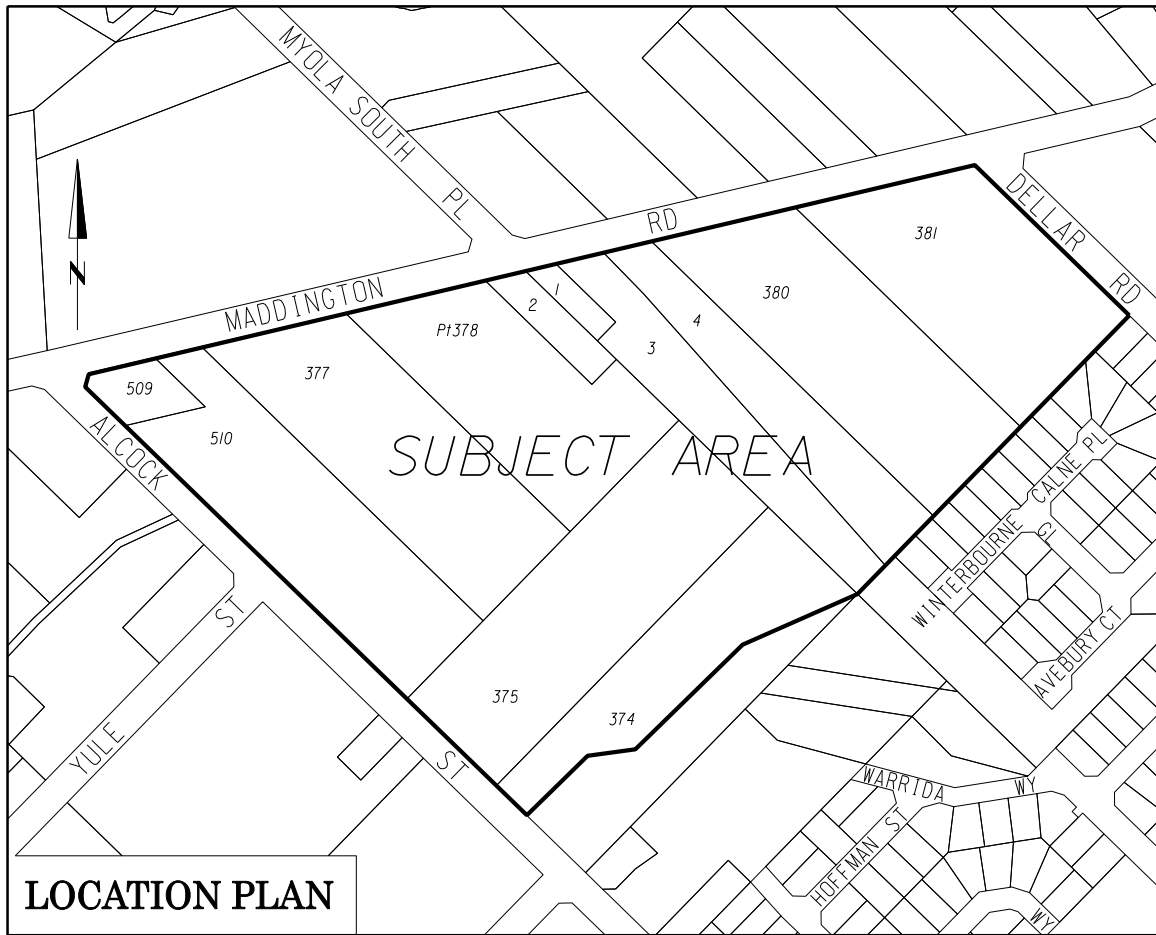 MYOLA SOUTH PL
DELLAR RD
RD
MADDINGTON
N
381
380
1
2
Pt378
4
3
377
509
510
ALCOCK
SUBJECT AREA
CALNE PL
WINTERBOURNE
G?
AVEBURY CT
375
374
YULE ST
ST
WARRIDA WY
HOFFMAN ST
WY
LOCATION PLAN